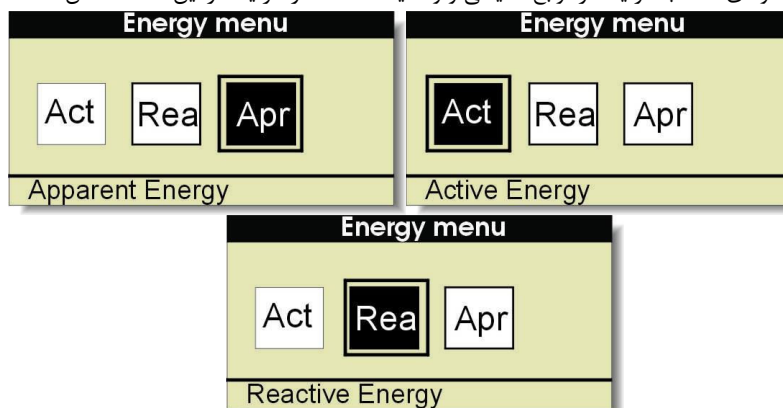 Energy menu
Act Rea Apr
Apparent Energy
Energy menu
Act Rea Apr
Active Energy
Energy menu
Act Rea Apr
Reactive Energy